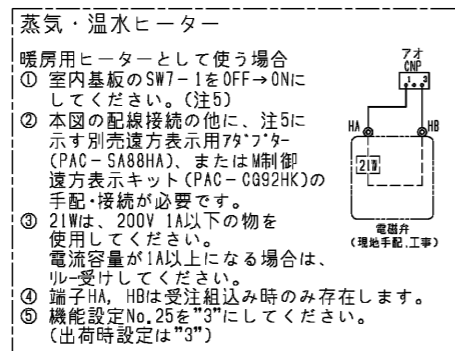 蒸気・温水ヒーター
暖房用ヒーターとして使う場合
① 室内基板のSW7-1をOFF→ONに
してください。(注5)
② 本図の配線接続の他に、注5に
示す別売遠方表示用アダプター
(PAC-SA88HA)、またはM制御
遠方表示キット(PAC-CG92HK)の
手配・接続が必要です。
③ 21Wは、200V 1A以下の物を
使用してください。
電流容量が1A以上になる場合は、
リレー受けしてください。
④ 端子HA, HBは受注組込み時のみ存在します。
⑤ 機能設定No.25を"3"にしてください。
(出荷時設定は"3")
アオ
CNP
1 3
HA
HB
21W
電磁弁
(現地手配,工事)